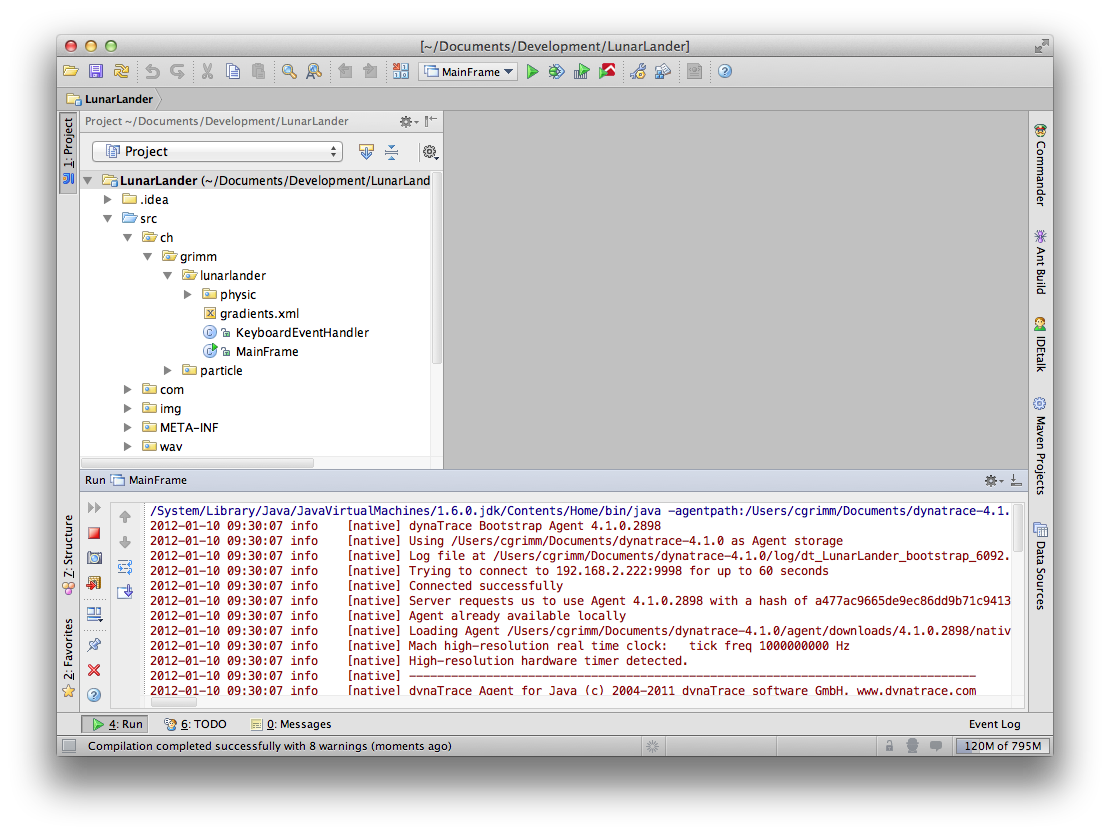 [~/Documents/Development/LunarLander]
MainFrame
LunarLander
1: Project
Project ~/Documents/Development/LunarLander
Project
LunarLander (~/Documents/Development/LunarLand
.idea
src
ch
grimm
lunarlander
physic
gradients.xml
KeyboardEventHandler
MainFrame
particle
com
img
META-INF
wav
Commander
Ant Build
IDEtalk
Maven Projects
Data Sources
Z: Structure
2: Favorites
Run MainFrame
/System/Library/Java/JavaVirtualMachines/1.6.0.jdk/Contents/Home/bin/java -agentpath:/Users/cgrimm/Documents/dynatrace-4.1.
2012-01-10 09:30:07 info [native] dynaTrace Bootstrap Agent 4.1.0.2898
2012-01-10 09:30:07 info [native] Using /Users/cgrimm/Documents/dynatrace-4.1.0 as Agent storage
2012-01-10 09:30:07 info [native] Log file at /Users/cgrimm/Documents/dynatrace-4.1.0/log/dt_LunarLander_bootstrap_6092.
2012-01-10 09:30:07 info [native] Trying to connect to 192.168.2.222:9998 for up to 60 seconds
2012-01-10 09:30:07 info [native] Connected successfully
2012-01-10 09:30:07 info [native] Server requests us to use Agent 4.1.0.2898 with a hash of a477ac9665de9ec86dd9b71c9413
2012-01-10 09:30:07 info [native] Agent already available locally
2012-01-10 09:30:07 info [native] Loading Agent /Users/cgrimm/Documents/dynatrace-4.1.0/agent/downloads/4.1.0.2898/nativ
2012-01-10 09:30:07 info [native] Mach high-resolution real time clock: tick freq 1000000000 Hz
2012-01-10 09:30:07 info [native] High-resolution hardware timer detected.
2012-01-10 09:30:07 info [native] --------------------------------------------------------------------------------
2012-01-10 09:30:07 info [native] dynaTrace Agent for Java (c) 2004-2011 dynaTrace software GmbH. www.dynatrace.com
4: Run 6: TODO 0: Messages Event Log
Compilation completed successfully with 8 warnings (moments ago) 120M of 795M